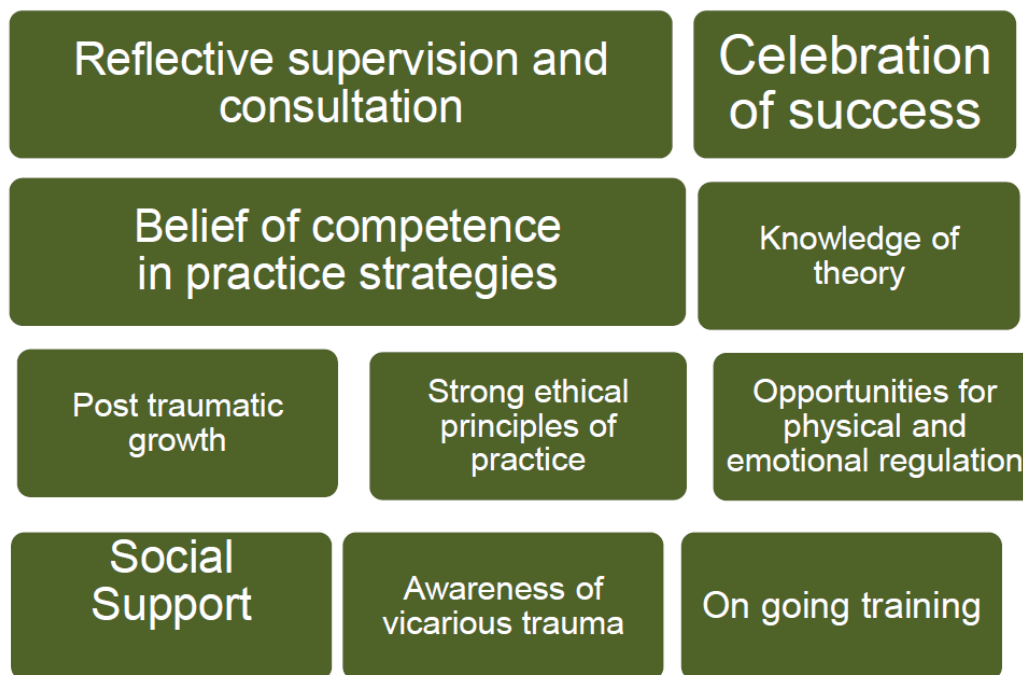 Reflective supervision and
consultation
Celebration
of success
Belief of competence
in practice strategies
Knowledge of
theory
Post traumatic
growth
Strong ethical
principles of
practice
Opportunities for
physical and
emotional regulation
Social
Support
Awareness of
vicarious trauma
On going training